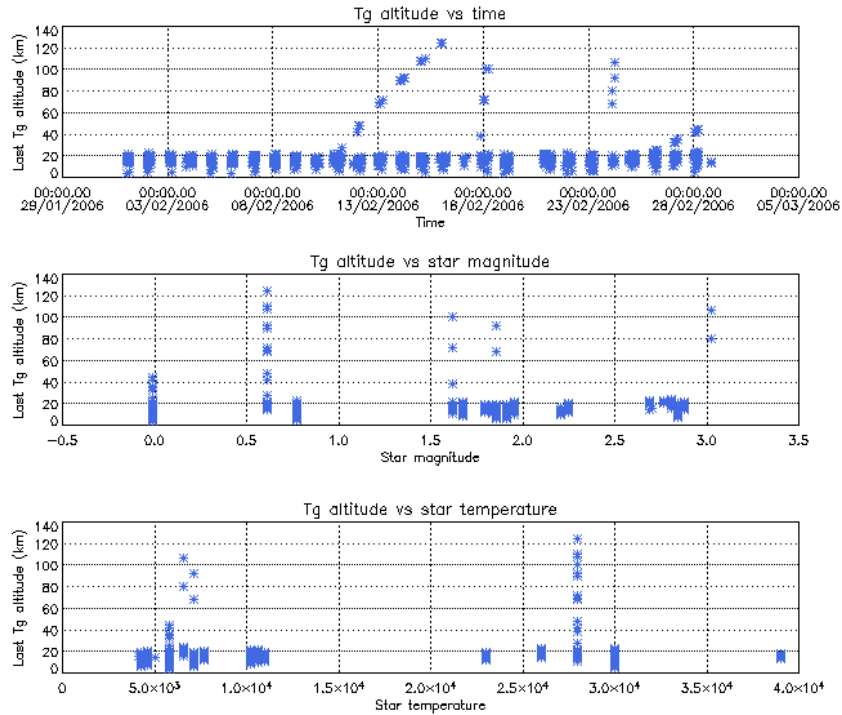 Tg altitude vs time
Last Tg altitude (km)
140
120
100
80
60
40
20
0
00:00.00 00:00.00 00:00.00 00:00.00 00:00.00 00:00.00 00:00.00 00:00.00
29/01/2006 03/02/2006 08/02/2006 13/02/2006 18/02/2006 23/02/2006 28/02/2006 05/03/2006
Time
Tg altitude vs star magnitude
Last Tg altitude (km)
140
120
100
80
60
40
20
0
-0.5 0.0 0.5 1.0 1.5 2.0 2.5 3.0 3.5
Star magnitude
Tg altitude vs star temperature
Last Tg altitude (km)
140
120
100
80
60
40
20
0
0 5.0×10³ 1.0×10⁴ 1.5×10⁴ 2.0×10⁴ 2.5×10⁴ 3.0×10⁴ 3.5×10⁴ 4.0×10⁴
Star temperature